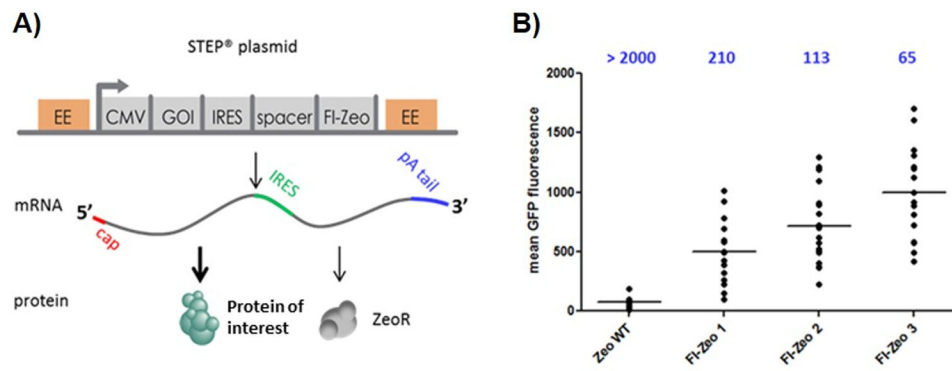 A)
STEP® plasmid
EE CMV GOI IRES spacer FI-Zeo EE
IRES
pA tail
mRNA 5' 3'
cap
protein
Protein of
interest
ZeoR
B)
> 2000 210 113 65
mean GFP fluorescence
2000
1500
1000
500
0
Zeo WT
FI-Zeo 1
FI-Zeo 2
FI-Zeo 3